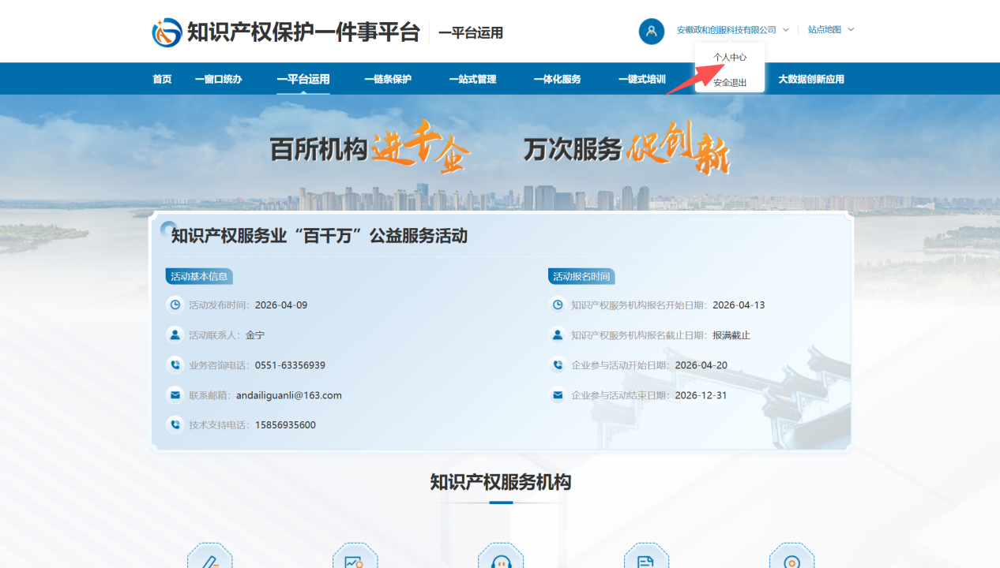 知识产权保护一件事平台
一平台运用
安徽政和创服科技有限公司
站点地图
个人中心
安全退出
首页
一窗口统办
一平台运用
一链条保护
一站式管理
一体化服务
一键式培训
大数据创新应用
百所机构进千企
万次服务促创新
知识产权服务业“百千万”公益服务活动
活动基本信息
活动发布时间：2026-04-09
活动联系人：金宁
业务咨询电话：0551-63356939
联系邮箱：andailiguanli@163.com
技术支持电话：15856935600
活动报名时间
知识产权服务机构报名开始日期：2026-04-13
知识产权服务机构报名截止日期：报满截止
企业参与活动开始日期：2026-04-20
企业参与活动结束日期：2026-12-31
知识产权服务机构